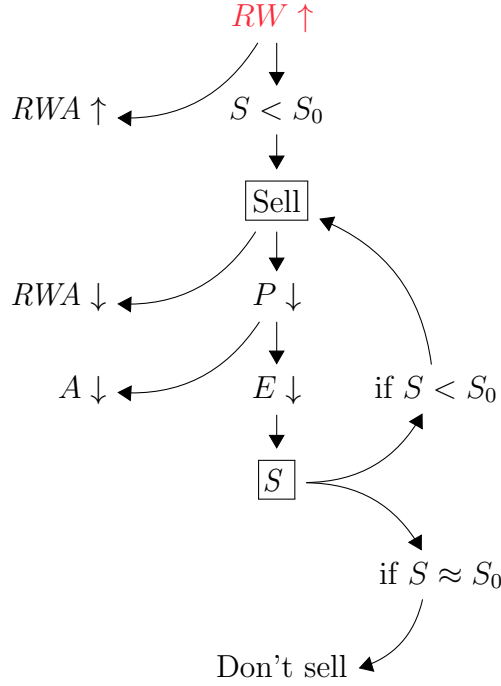 RW ↑
RWA ↑
S < S₀
Sell
RWA ↓
P ↓
A ↓
E ↓
if S < S₀
S
if S ≈ S₀
Don't sell